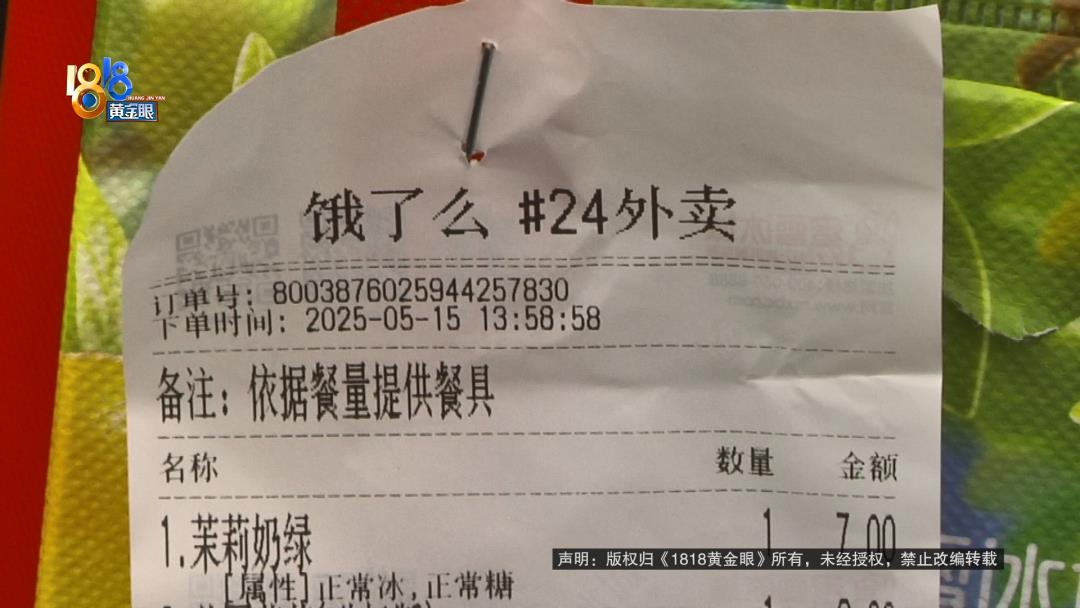 1818
HUANG JIN YAN
黄金眼
饿了么 #24外卖
订单号: 8003876025944257830
下单时间: 2025-05-15 13:58:58
备注: 依据餐量提供餐具
名称 数量 金额
1.茉莉奶绿 1 7.00
[属性]正常冰,正常糖
声明：版权归《1818黄金眼》所有，未经授权，禁止改编转载
冰